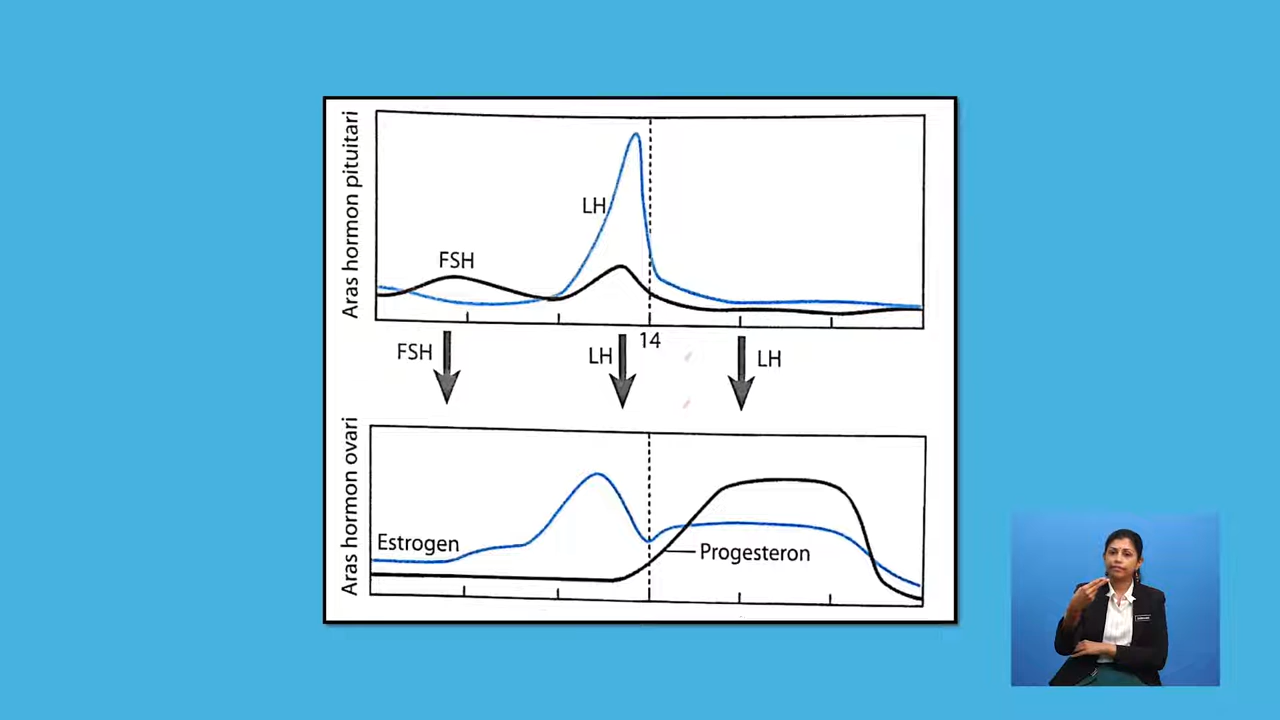 Aras hormon pituitari
LH
FSH
14
FSH
LH
LH
Aras hormon ovari
Estrogen
Progesteron